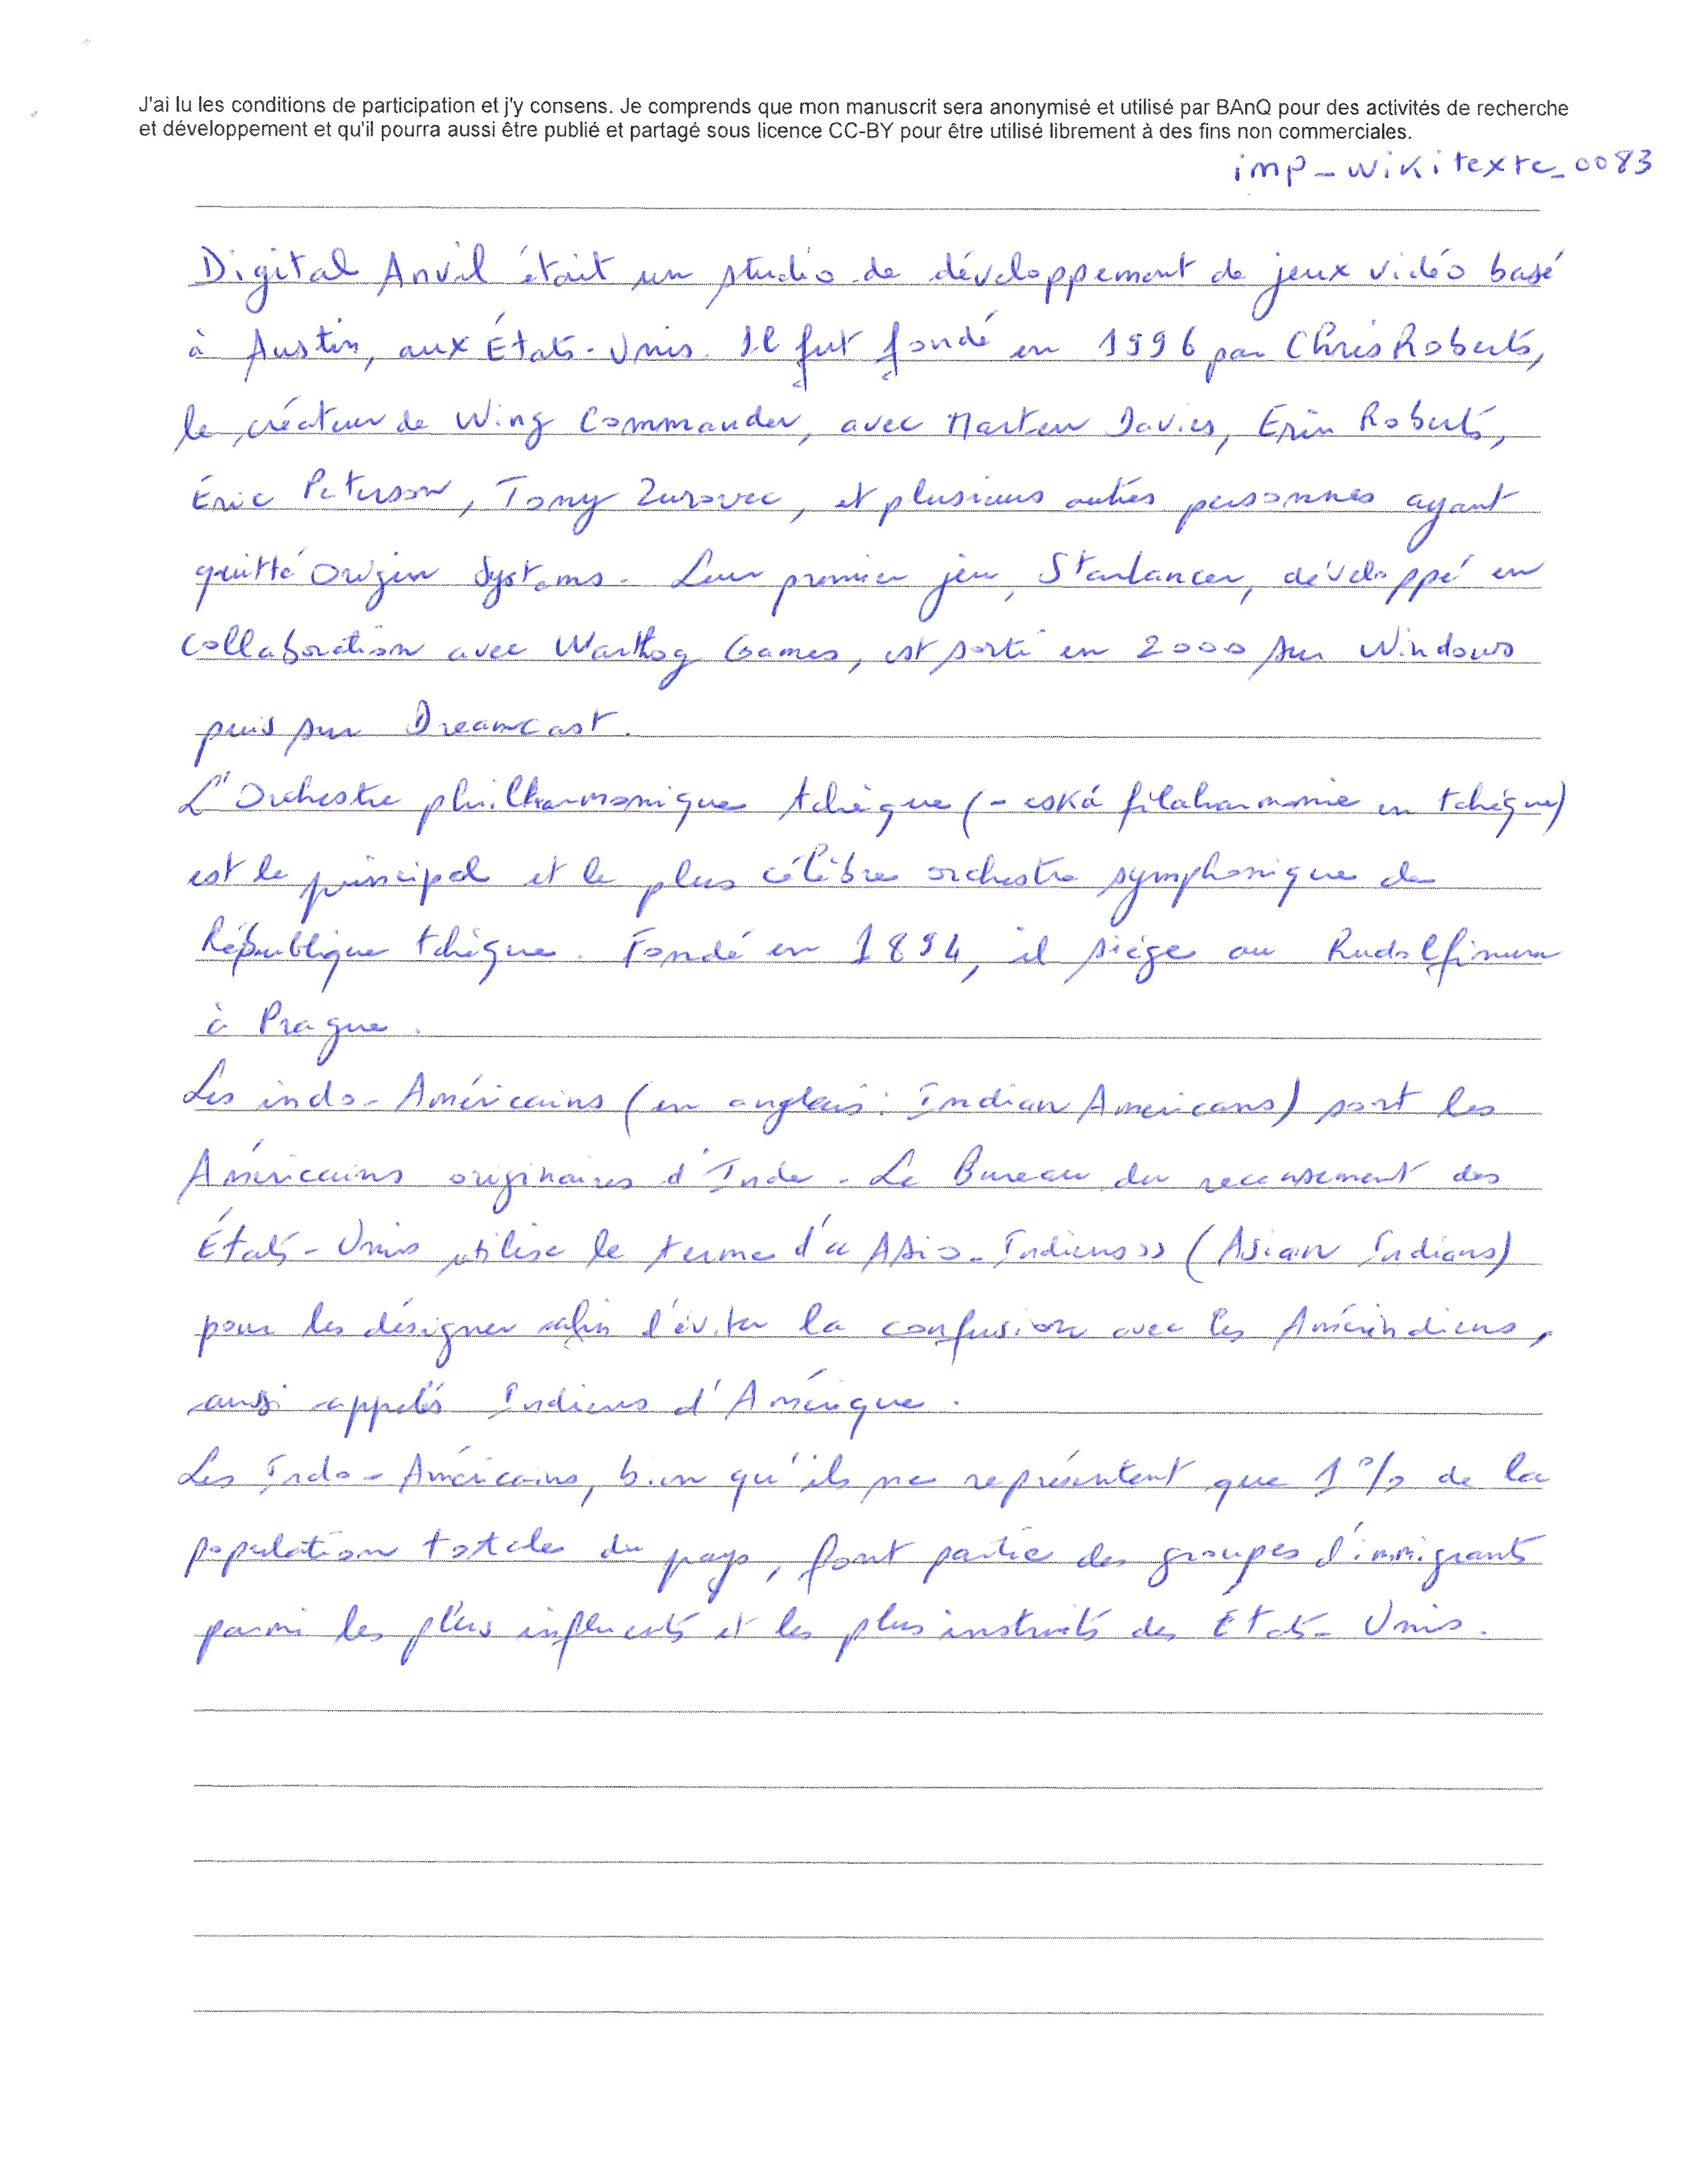 J'ai lu les conditions de participation et j'y consens. Je comprends que mon manuscrit sera anonymisé et utilisé par BAnQ pour des activités de recherche
et développement et qu'il pourra aussi être publié et partagé sous licence CC-BY pour être utilisé librement à des fins non commerciales.
imp_wikitexte_0083
Digital Anvil était un studio de développement de jeux vidéo basé
à Austin, aux États-Unis. Il fut fondé en 1996 par Chris Roberts,
le créateur de Wing Commander, avec Marten Davies, Erin Roberts,
Éric Peterson, Tony Zurovec, et plusieurs autres personnes ayant
quitté Origin Systems. Leur premier jeu, Starlancer, développé en
collaboration avec Warthog Games, est sorti en 2000 sur Windows
puis sur Dreamcast.
L'Orchestre philharmonique tchèque (-eská filaharmonie en tchèque)
est le principal et le plus célèbre orchestre symphonique de
République tchèque. Fondé en 1894, il siège au Rudolfinum
à Prague.
Les indo-Américains (en anglais : Indian Americans) sont les
Américains originaires d'Inde. Le Bureau du recensement des
États-Unis utilise le terme d'« Asio-Indiens » (Asian Indians)
pour les désigner afin d'éviter la confusion avec les Amérindiens,
aussi appelés Indiens d'Amérique.
Les Indo-Américains, bien qu'ils ne représentent que 1% de la
population totale du pays, font partie des groupes d'immigrants
parmi les plus influents et les plus instruits des États-Unis.